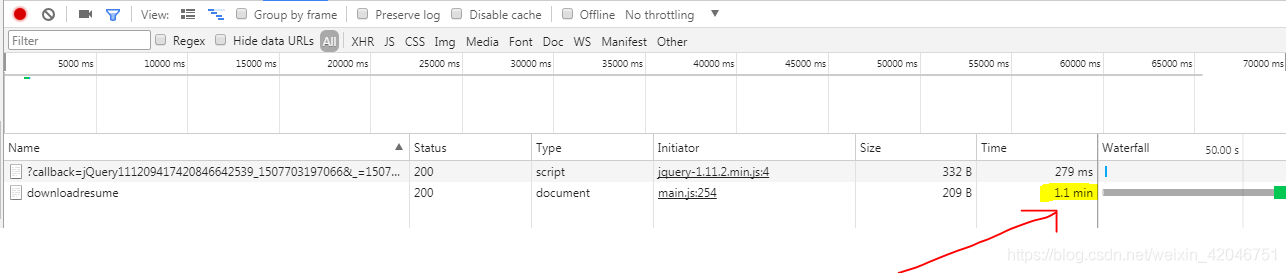 View: Group by frame Preserve log Disable cache Offline No throttling
Filter Regex Hide data URLs All XHR JS CSS Img Media Font Doc WS Manifest Other
5000 ms 10000 ms 15000 ms 20000 ms 25000 ms 30000 ms 35000 ms 40000 ms 45000 ms 50000 ms 55000 ms 60000 ms 65000 ms 70000 ms
Name Status Type Initiator Size Time Waterfall 50.00 s
?callback=jQuery111209417420846642539_1507703197066&_=1507... 200 script jquery-1.11.2.min.js:4 332 B 279 ms
downloadresume 200 document main.js:254 209 B 1.1 min
https://blog.csdn.net/weixin_42046751